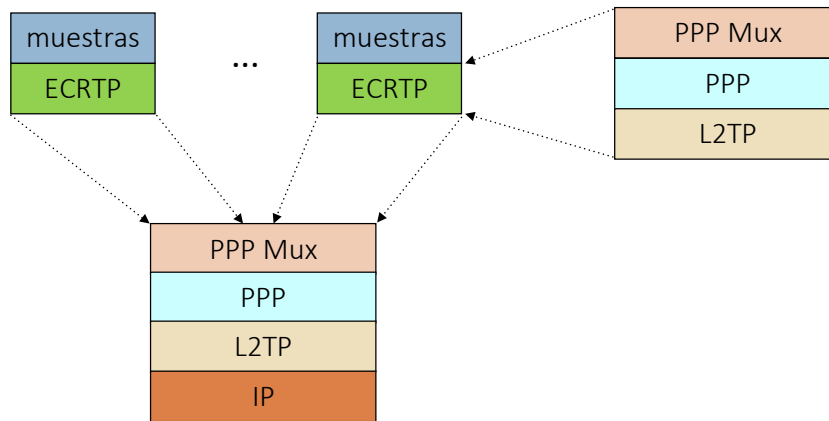 muestras
ECRTP
...
muestras
ECRTP
PPP Mux
PPP
L2TP
PPP Mux
PPP
L2TP
IP